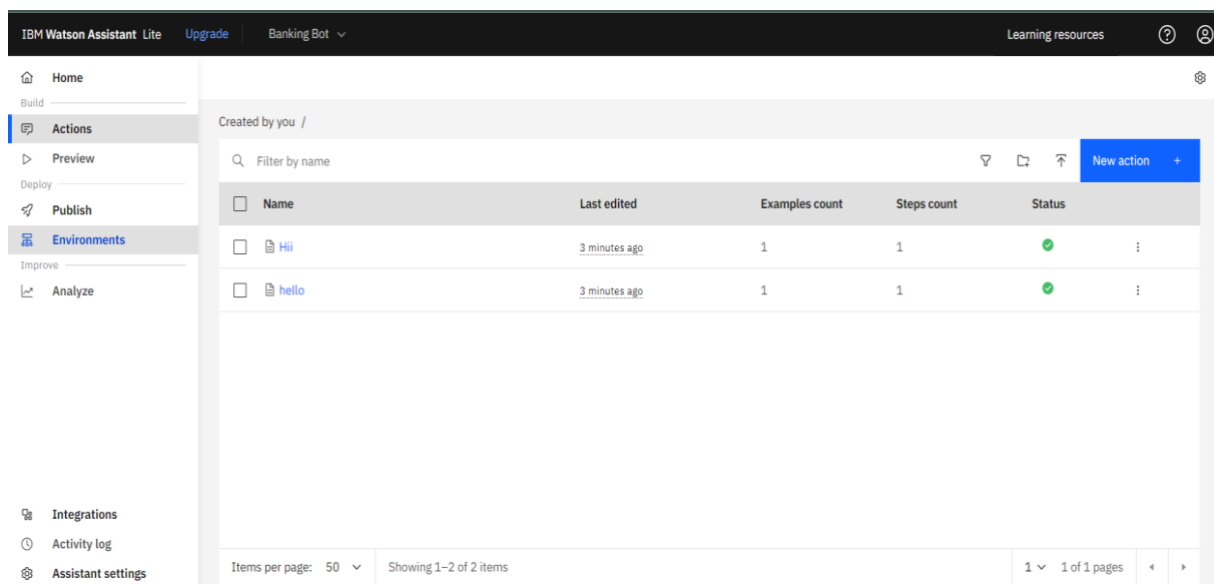 IBM Watson Assistant Lite Upgrade Banking Bot Learning resources
Home
Build
Actions
Preview
Deploy
Publish
Environments
Improve
Analyze
Integrations
Activity log
Assistant settings
Created by you /
Filter by name New action +
Name Last edited Examples count Steps count Status
Hii 3 minutes ago 1 1
hello 3 minutes ago 1 1
Items per page: 50 Showing 1–2 of 2 items 1 1 of 1 pages